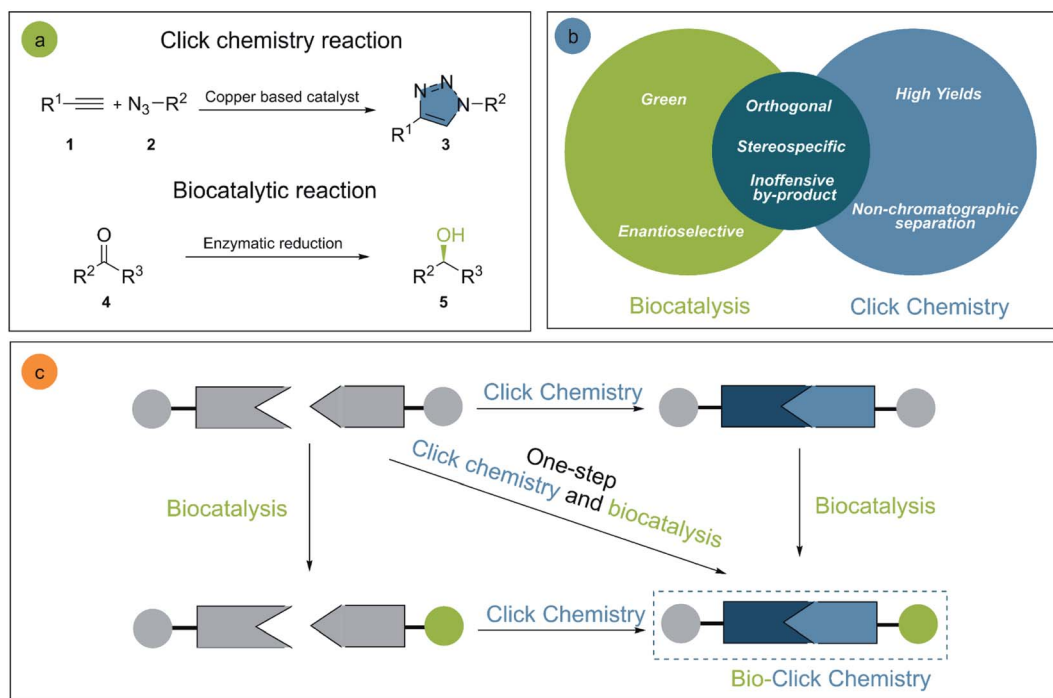 a
Click chemistry reaction
R¹
+ N₃–R²
Copper based catalyst
N
N
N
R²
R¹
1
2
3
Biocatalytic reaction
O
R²
R³
Enzymatic reduction
OH
R²
R³
4
5
b
Green
Orthogonal
High Yields
Stereospecific
Inoffensive
by-product
Enantioselective
Non-chromatographic
separation
Biocatalysis
Click Chemistry
c
Click Chemistry
One-step
Click chemistry and biocatalysis
Biocatalysis
Biocatalysis
Click Chemistry
Bio-Click Chemistry